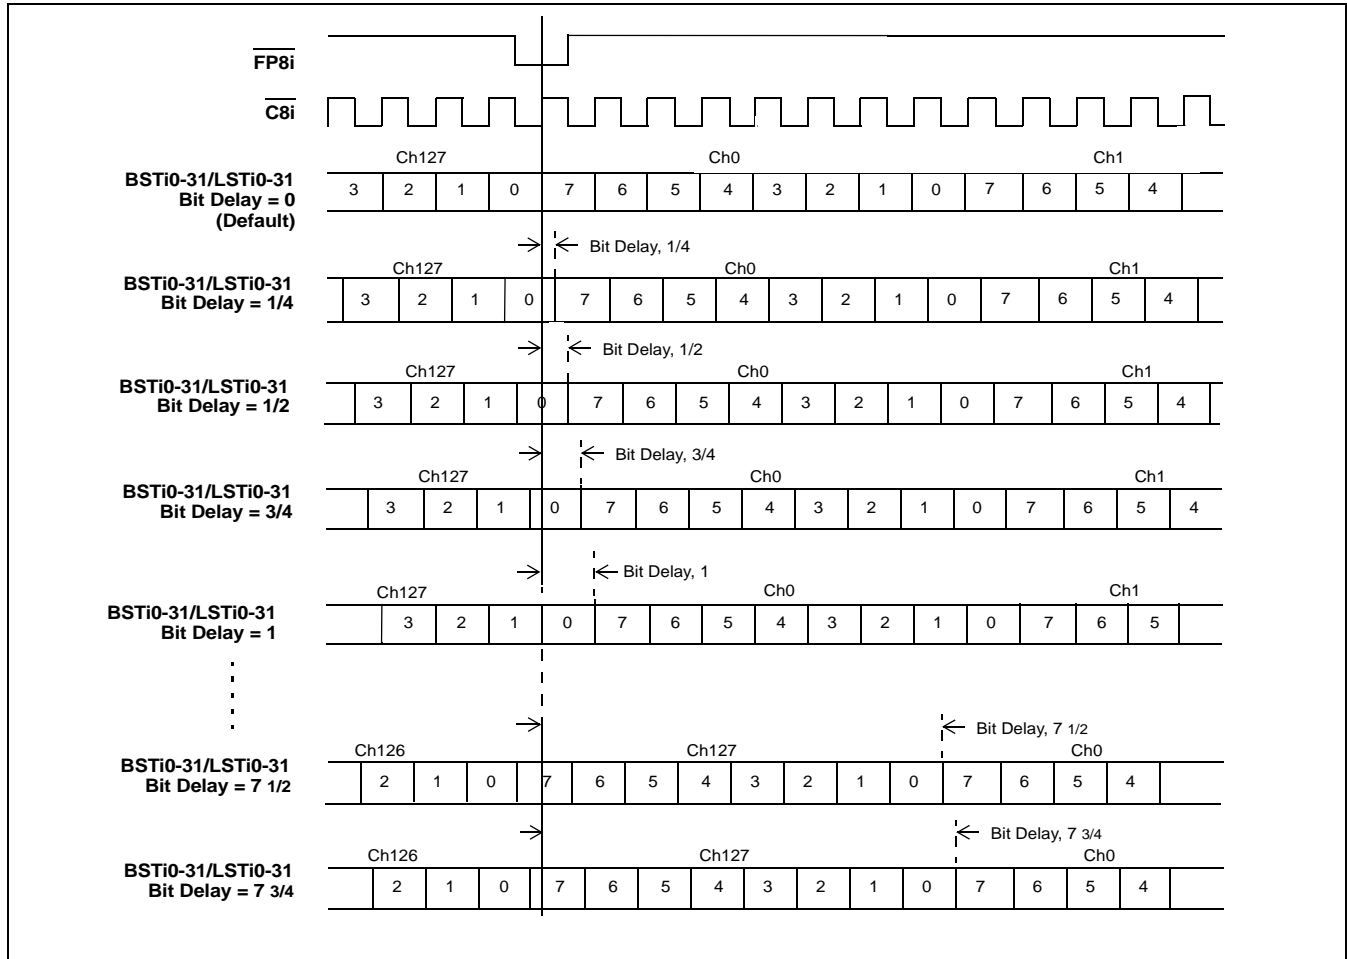 FP8i
C8i
Ch127 Ch0 Ch1
BSTi0-31/LSTi0-31
Bit Delay = 0
(Default)
3 2 1 0 7 6 5 4 3 2 1 0 7 6 5 4
Bit Delay, 1/4
Ch127 Ch0 Ch1
BSTi0-31/LSTi0-31
Bit Delay = 1/4
3 2 1 0 7 6 5 4 3 2 1 0 7 6 5 4
Bit Delay, 1/2
Ch127 Ch0 Ch1
BSTi0-31/LSTi0-31
Bit Delay = 1/2
3 2 1 0 7 6 5 4 3 2 1 0 7 6 5 4
Bit Delay, 3/4
Ch127 Ch0 Ch1
BSTi0-31/LSTi0-31
Bit Delay = 3/4
3 2 1 0 7 6 5 4 3 2 1 0 7 6 5 4
Bit Delay, 1
Ch127 Ch0 Ch1
BSTi0-31/LSTi0-31
Bit Delay = 1
3 2 1 0 7 6 5 4 3 2 1 0 7 6 5
Bit Delay, 7 1/2
Ch126 Ch127 Ch0
BSTi0-31/LSTi0-31
Bit Delay = 7 1/2
2 1 0 7 6 5 4 3 2 1 0 7 6 5 4
Bit Delay, 7 3/4
Ch126 Ch127 Ch0
BSTi0-31/LSTi0-31
Bit Delay = 7 3/4
2 1 0 7 6 5 4 3 2 1 0 7 6 5 4